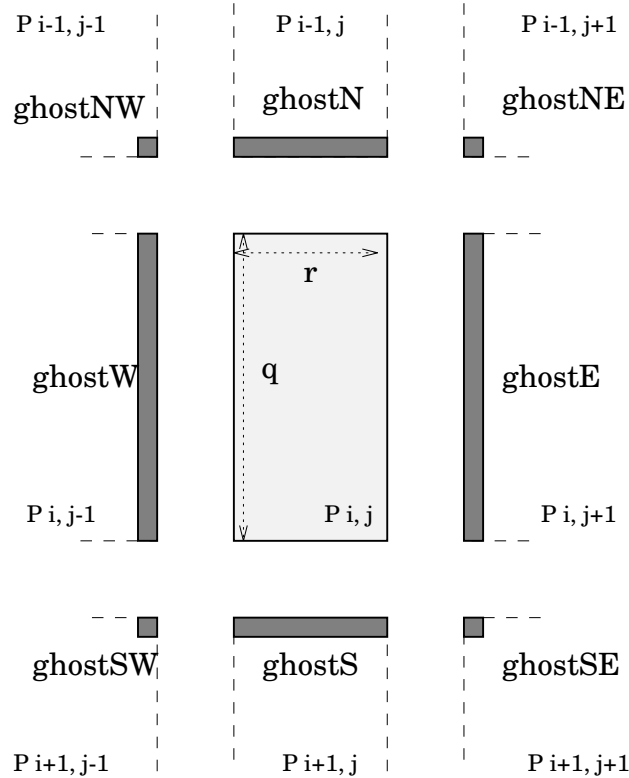 P i-1, j-1 P i-1, j P i-1, j+1
ghostNW ghostN ghostNE
r
ghostW q ghostE
P i, j-1 P i, j P i, j+1
ghostSW ghostS ghostSE
P i+1, j-1 P i+1, j P i+1, j+1